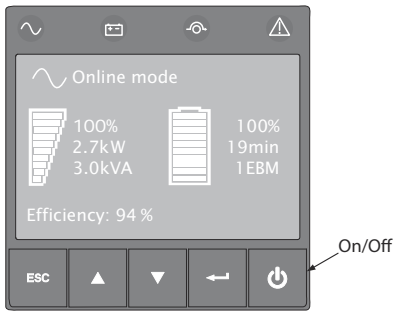 Online mode
100%
2.7kW
3.0kVA
100%
19min
1EBM
Efficiency: 94 %
On/Off
ESC